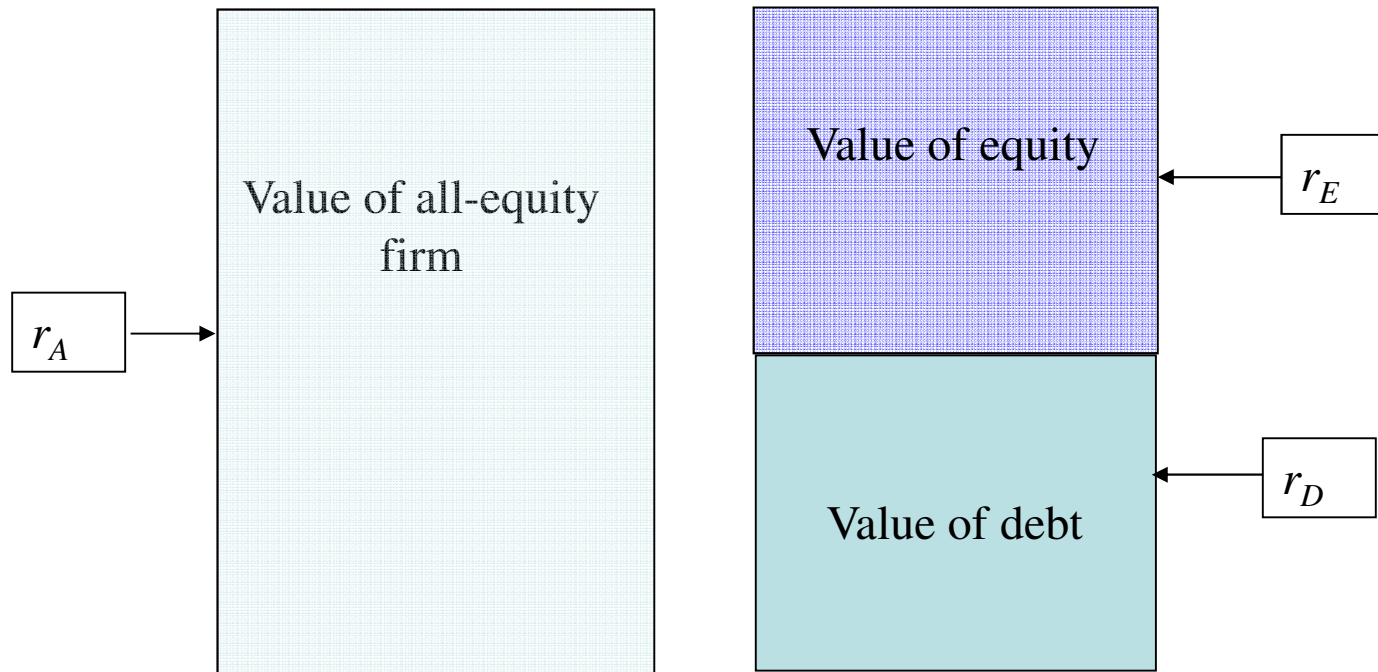 Value of equity
r_E
Value of all-equity
firm
r_A
r_D
Value of debt